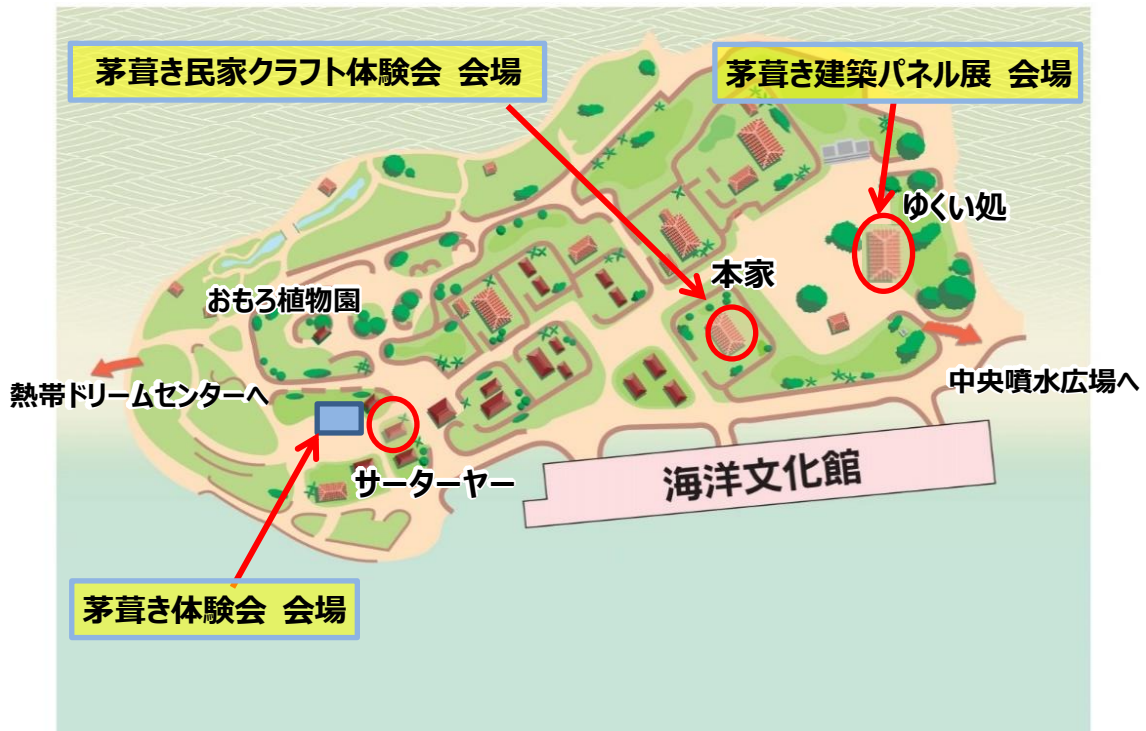 茅葺き民家クラフト体験会 会場
茅葺き建築パネル展 会場
ゆくい処
本家
おもろ植物園
熱帯ドリームセンターへ
中央噴水広場へ
サーターヤー
海洋文化館
茅葺き体験会 会場